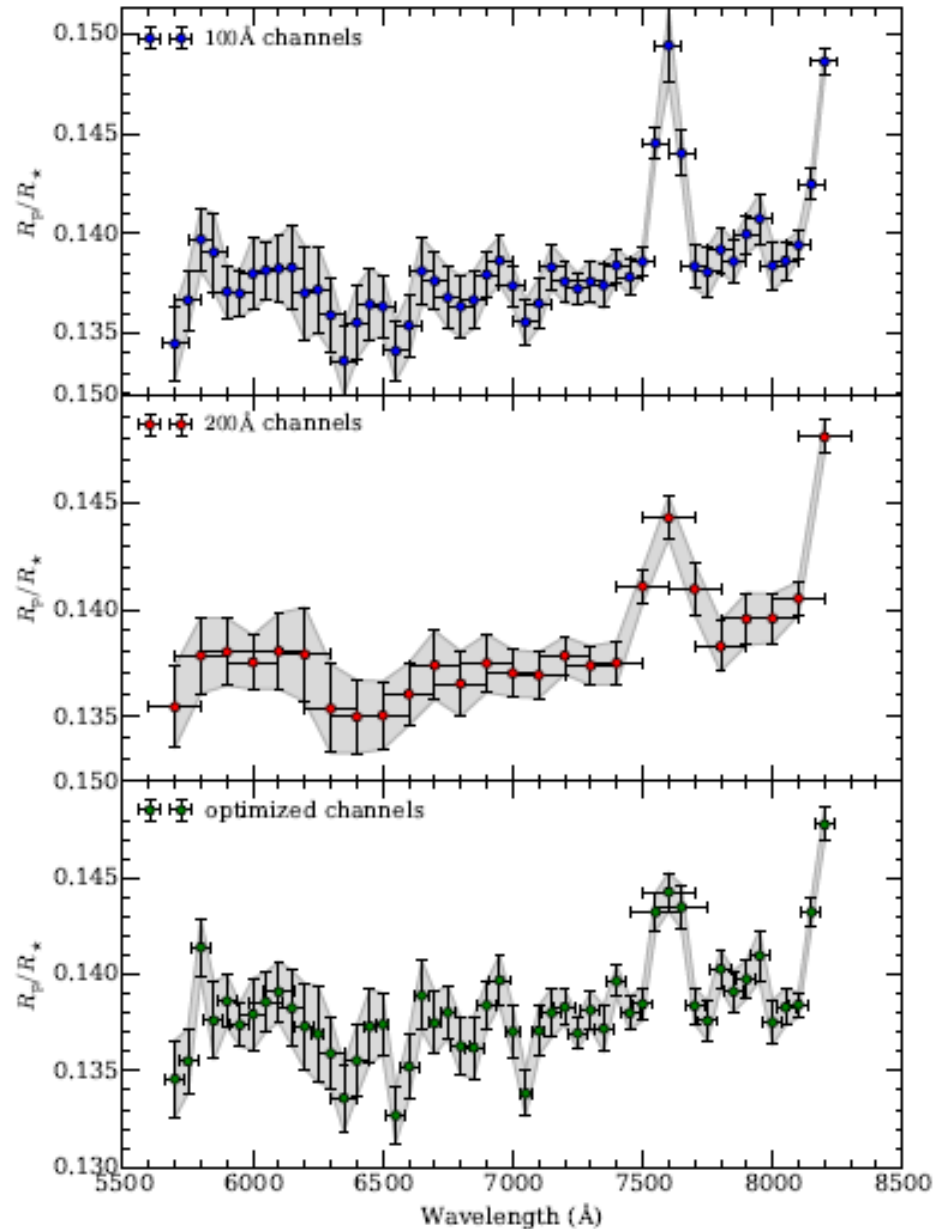 0.150
100Å channels
0.145
0.140
0.135
R_P/R_⋆
0.150
200Å channels
0.145
0.140
0.135
R_P/R_⋆
0.150
optimized channels
0.145
0.140
0.135
0.130
R_P/R_⋆
5500 6000 6500 7000 7500 8000 8500
Wavelength (Å)